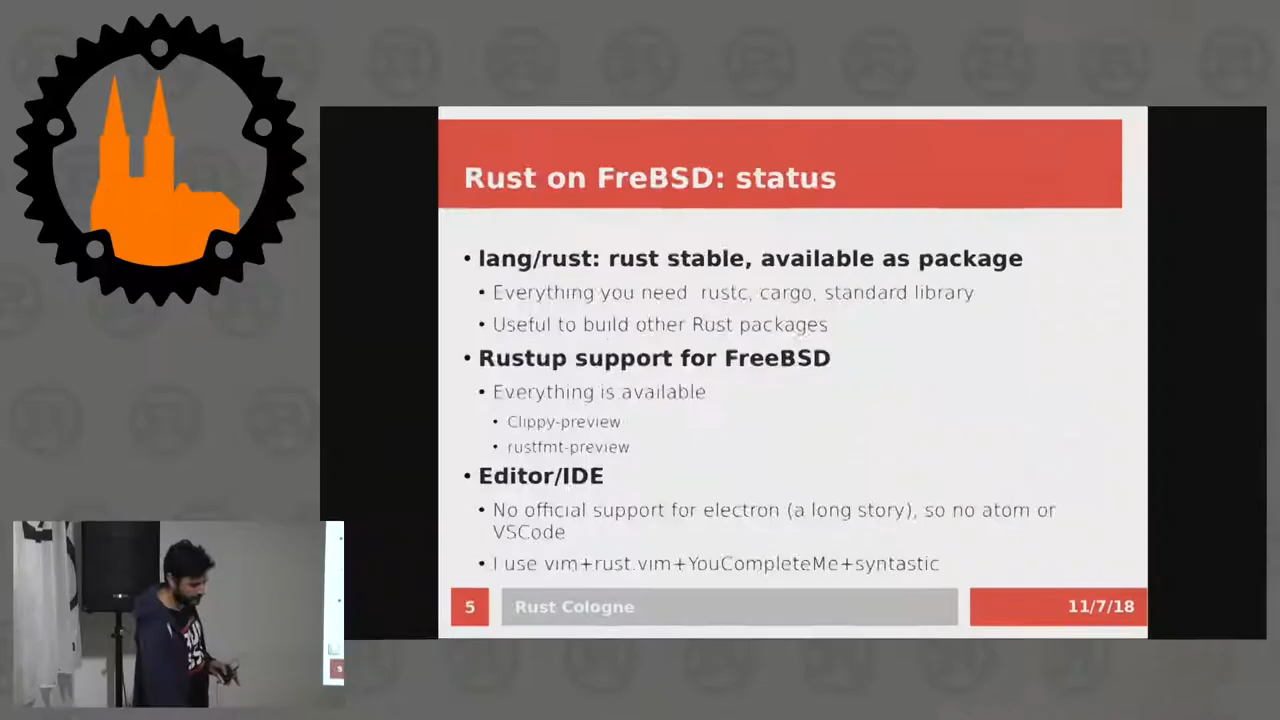 Rust on FreBSD: status
• lang/rust: rust stable, available as package
• Everything you need rustc, cargo, standard library
• Useful to build other Rust packages
• Rustup support for FreeBSD
• Everything is available
• Clippy-preview
• rustfmt-preview
• Editor/IDE
• No official support for electron (a long story), so no atom or
VSCode
• I use vim+rust.vim+YouCompleteMe+syntastic
5
Rust Cologne
11/7/18